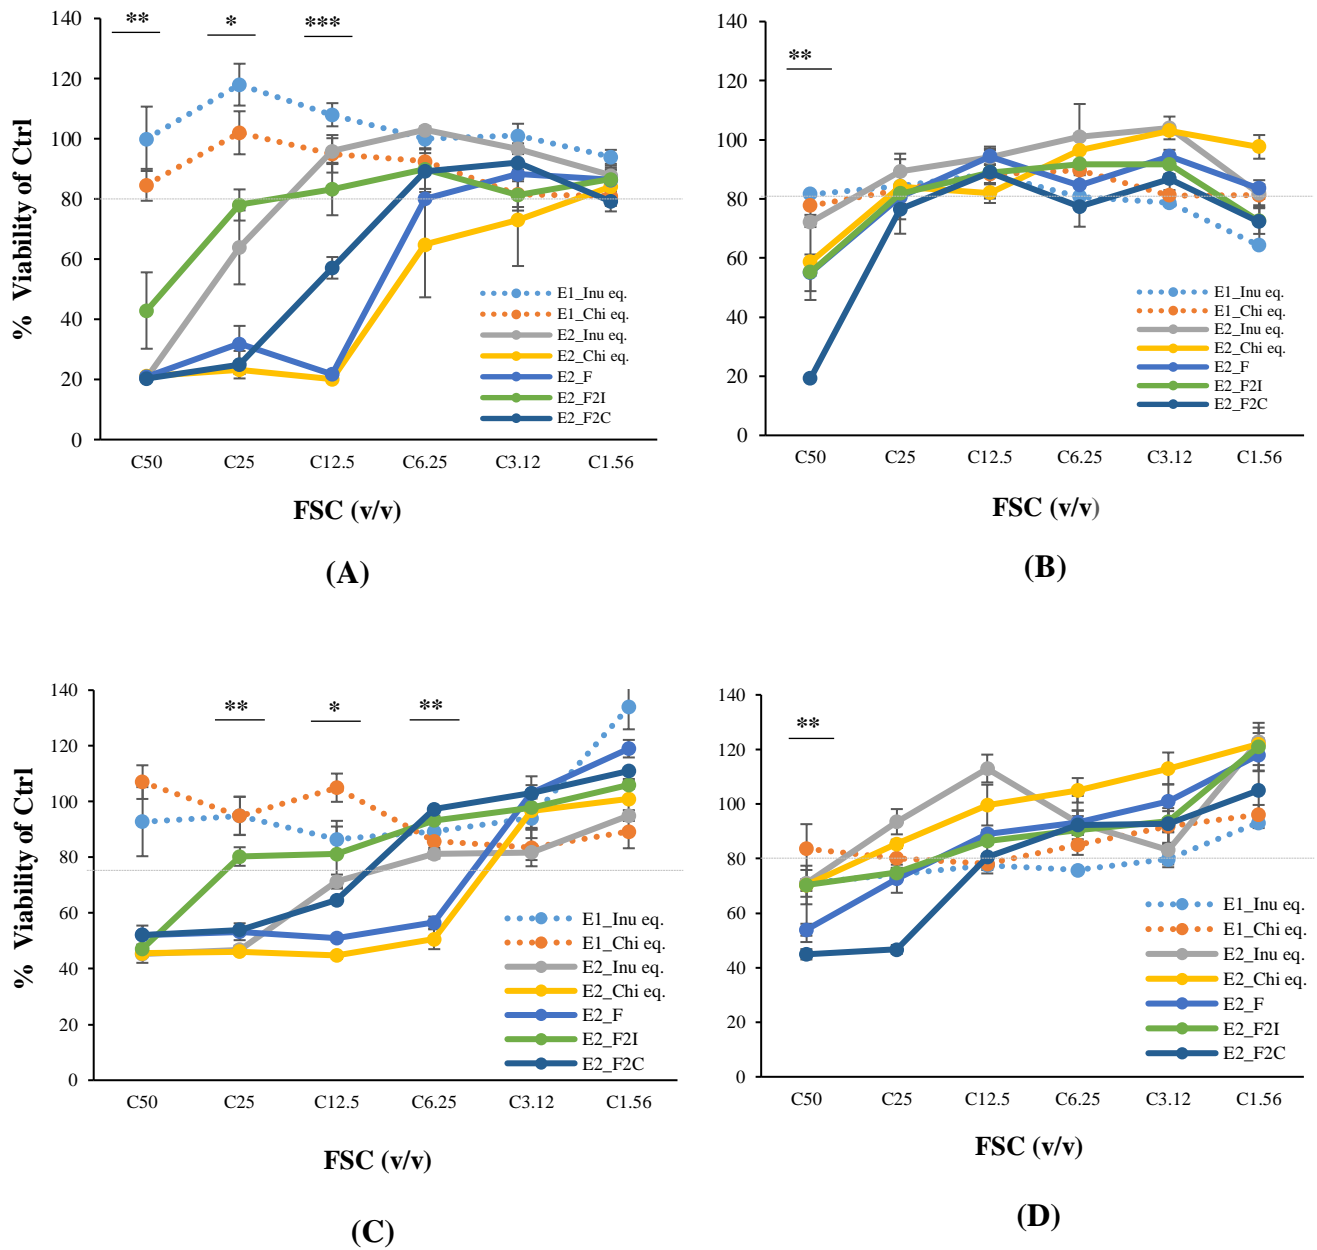 140
120
100
80
60
40
20
0
% Viability of Ctrl
**
*
***
E1_Inu eq.
E1_Chi eq.
E2_Inu eq.
E2_Chi eq.
E2_F
E2_F2I
E2_F2C
C50 C25 C12.5 C6.25 C3.12 C1.56
FSC (v/v)
(A)
140
120
100
80
60
40
20
0
**
E1_Inu eq.
E1_Chi eq.
E2_Inu eq.
E2_Chi eq.
E2_F
E2_F2I
E2_F2C
C50 C25 C12.5 C6.25 C3.12 C1.56
FSC (v/v)
(B)
140
120
100
80
60
40
20
0
% Viability of Ctrl
**
*
**
E1_Inu eq.
E1_Chi eq.
E2_Inu eq.
E2_Chi eq.
E2_F
E2_F2I
E2_F2C
C50 C25 C12.5 C6.25 C3.12 C1.56
FSC (v/v)
(C)
140
120
100
80
60
40
20
0
**
E1_Inu eq.
E1_Chi eq.
E2_Inu eq.
E2_Chi eq.
E2_F
E2_F2I
E2_F2C
C50 C25 C12.5 C6.25 C3.12 C1.56
FSC (v/v)
(D)